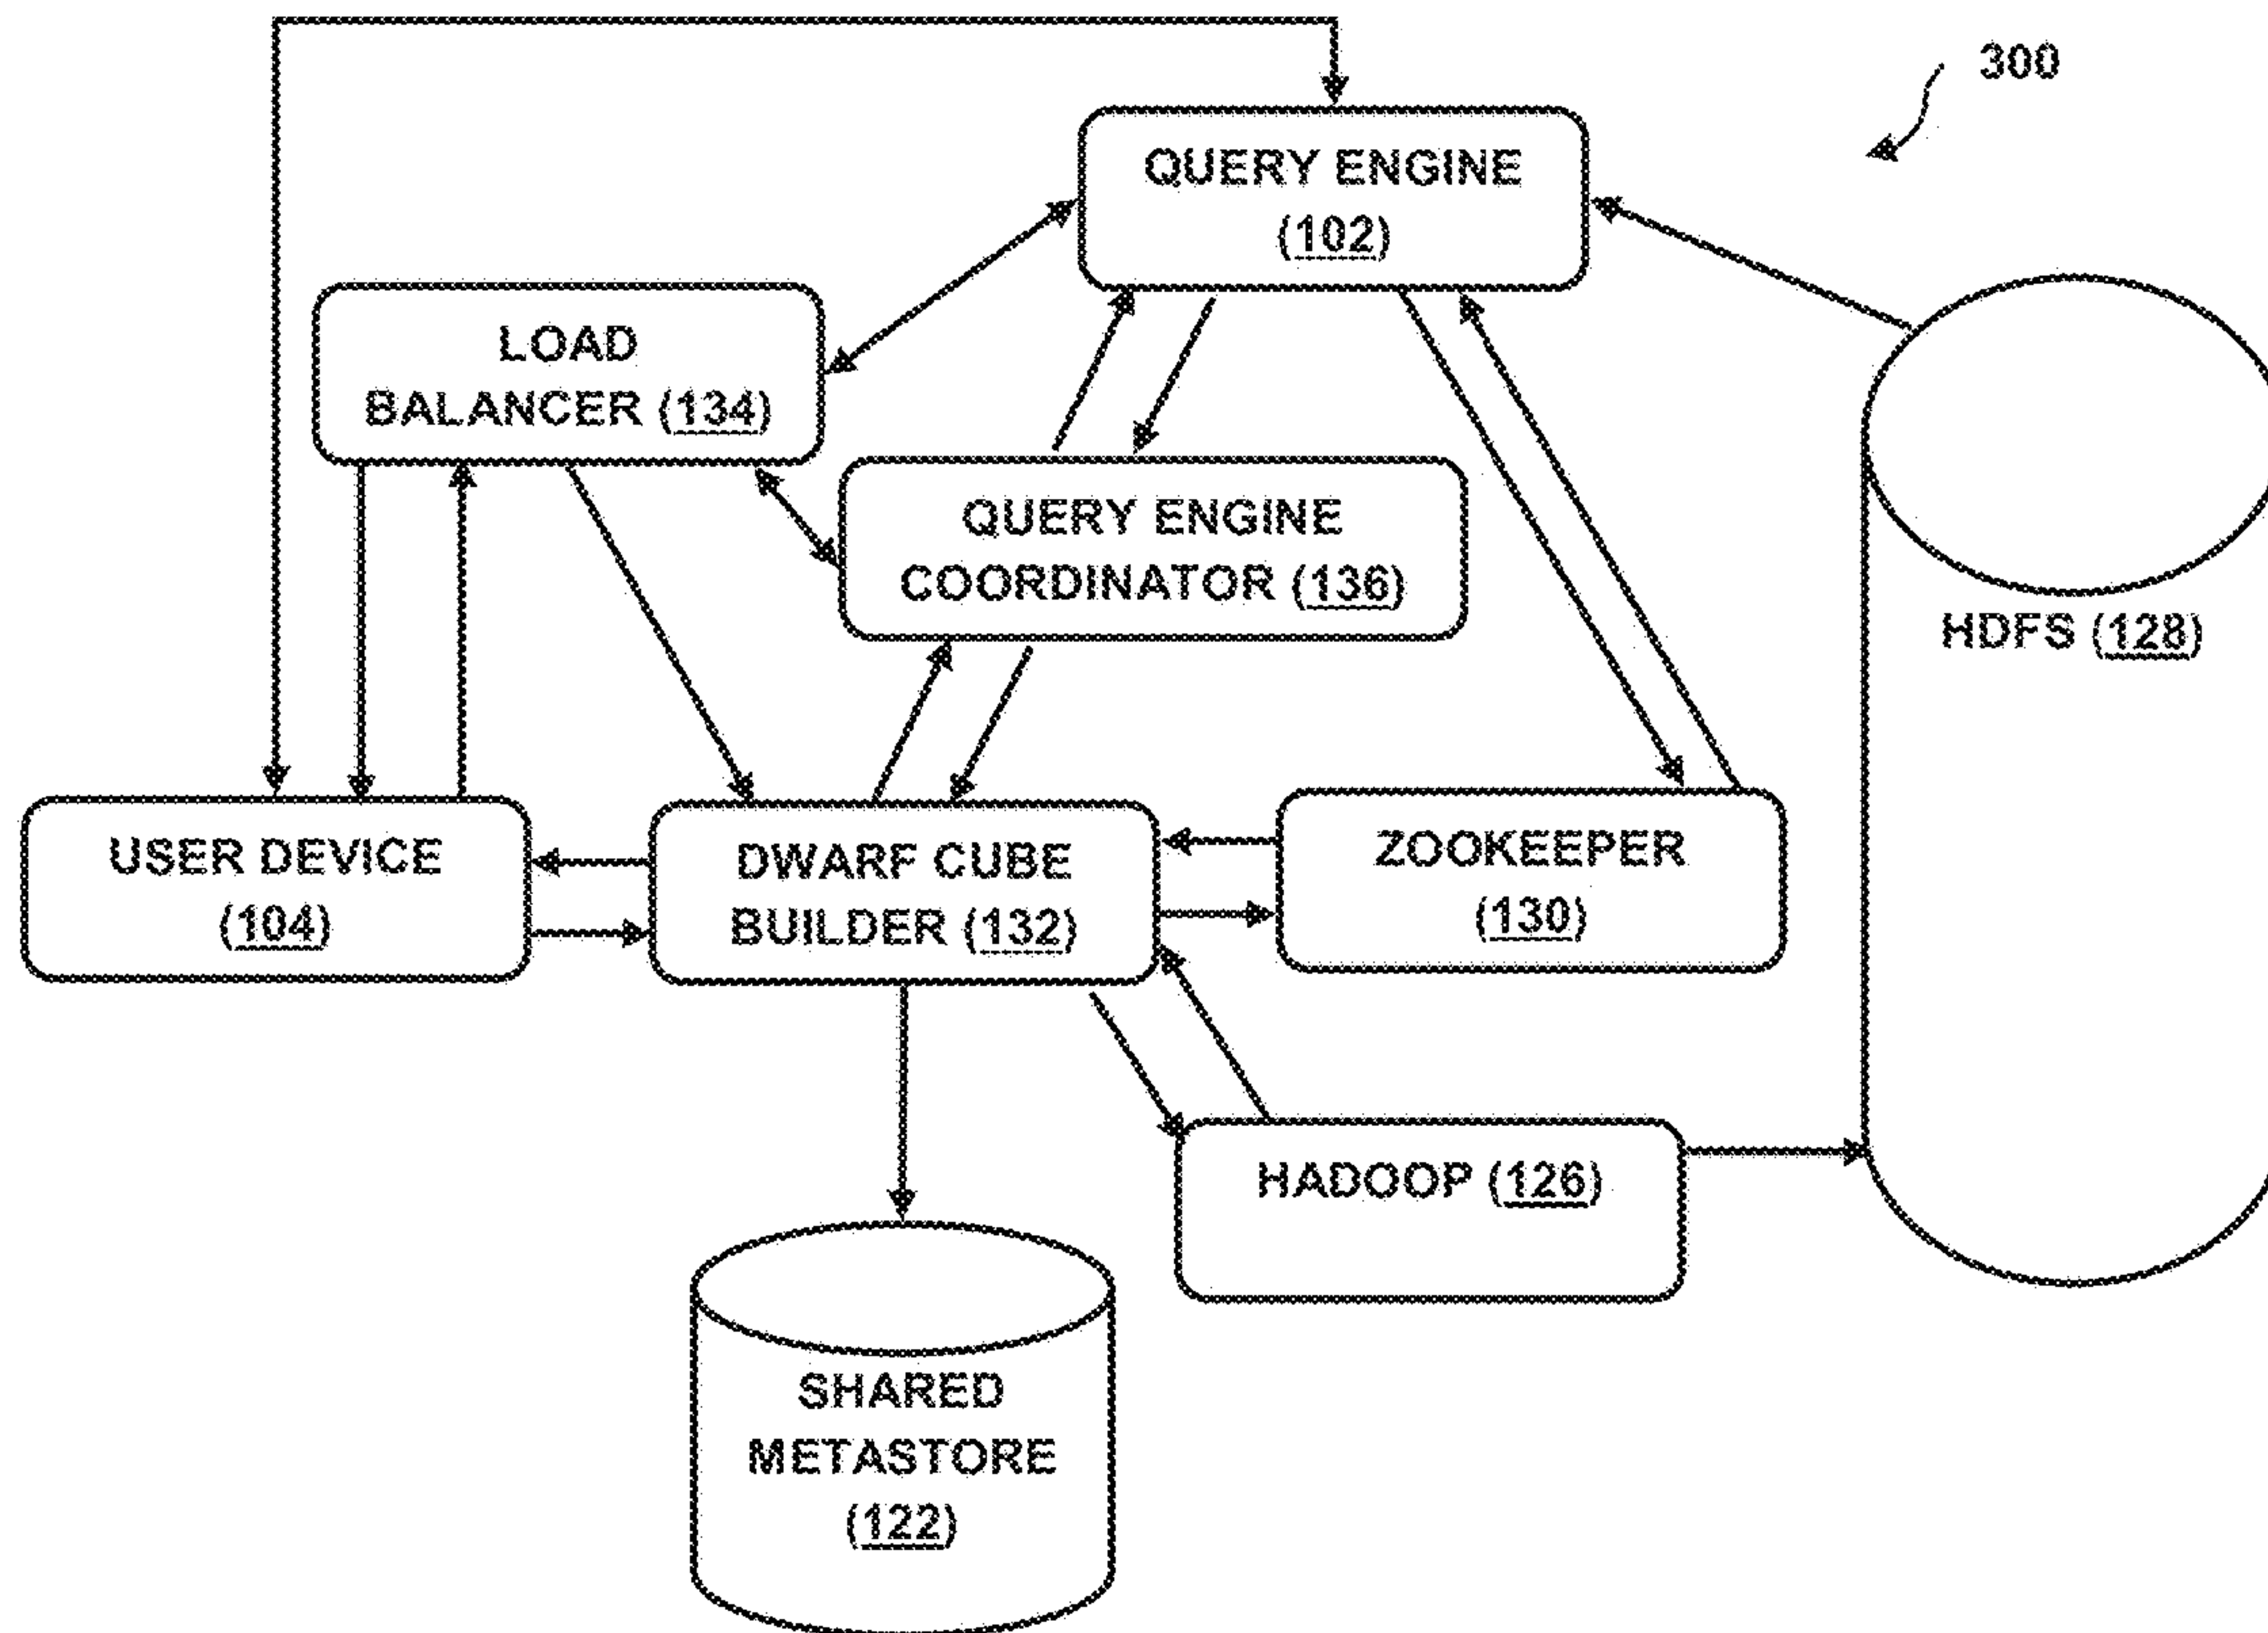 300
QUERY ENGINE
(102)
LOAD
BALANCER (134)
QUERY ENGINE
COORDINATOR (136)
HDFS (128)
USER DEVICE
(104)
DWARF CUBE
BUILDER (132)
ZOOKEEPER
(130)
HADOOP (126)
SHARED
METASTORE
(122)